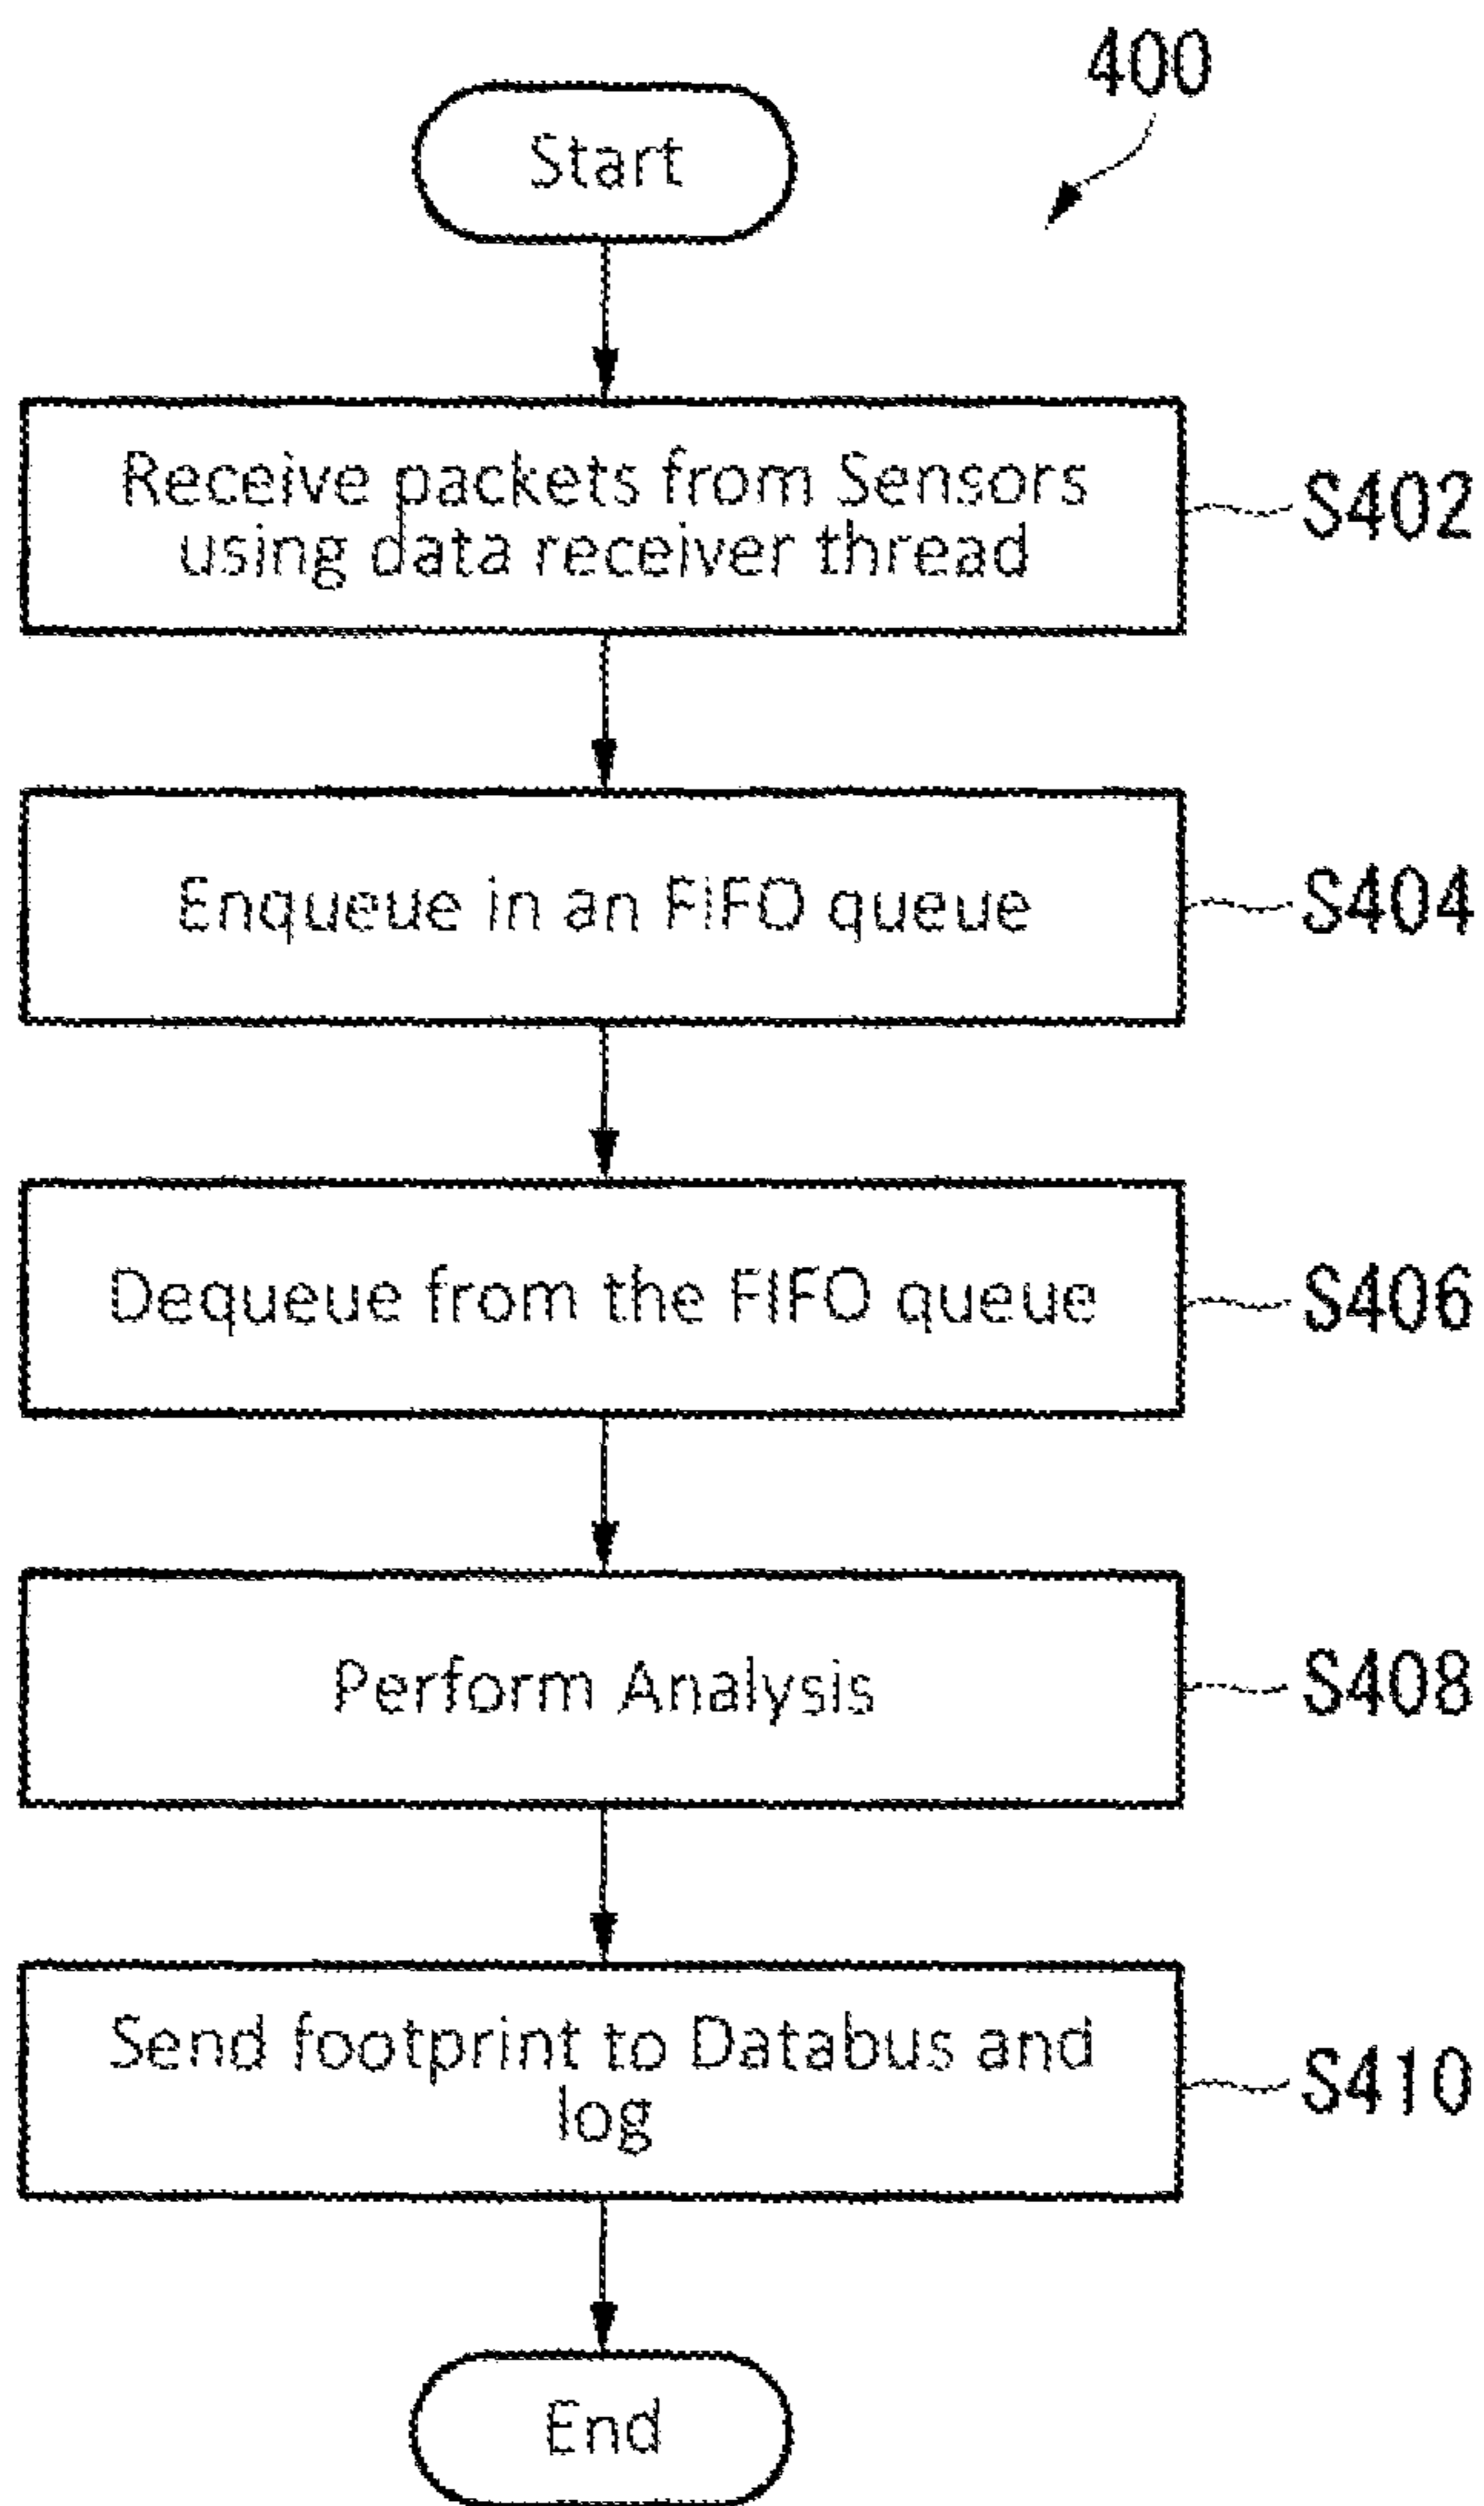 400
Start
Receive packets from Sensors
using data receiver thread
S402
Enqueue in an FIFO queue
S404
Dequeue from the FIFO queue
S406
Perform Analysis
S408
Send footprint to Databus and
log
S410
End